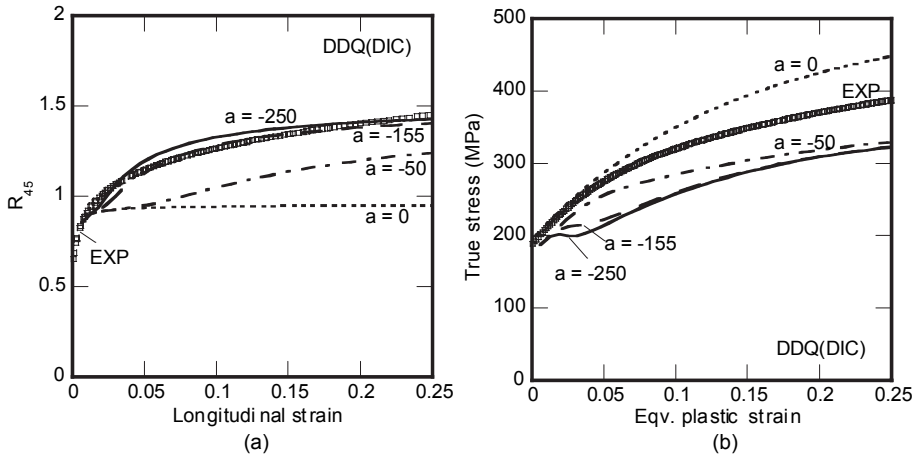 2
1.5
1
0.5
0
R45
DDQ(DIC)
a = -250
a = -155
a = -50
a = 0
EXP
0 0.05 0.1 0.15 0.2 0.25
Longitudinal strain
(a)
500
400
300
200
100
0
True stress (MPa)
a = 0
EXP
a = -50
a = -155
a = -250
DDQ(DIC)
0 0.05 0.1 0.15 0.2 0.25
Eqv. plastic strain
(b)